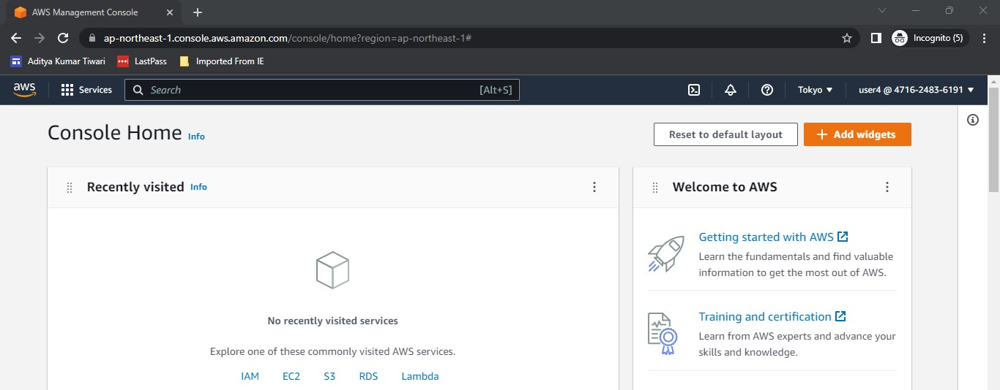 AWS Management Console
ap-northeast-1.console.aws.amazon.com/console/home?region=ap-northeast-1#
Incognito (5)
Aditya Kumar Tiwari
LastPass
Imported From IE
aws
Services
Search
[Alt+S]
Tokyo
user4 @ 4716-2483-6191
Console Home Info
Reset to default layout
Add widgets
Recently visited Info
No recently visited services
Explore one of these commonly visited AWS services.
IAM EC2 S3 RDS Lambda
Welcome to AWS
Getting started with AWS
Learn the fundamentals and find valuable
information to get the most out of AWS.
Training and certification
Learn from AWS experts and advance your
skills and knowledge.